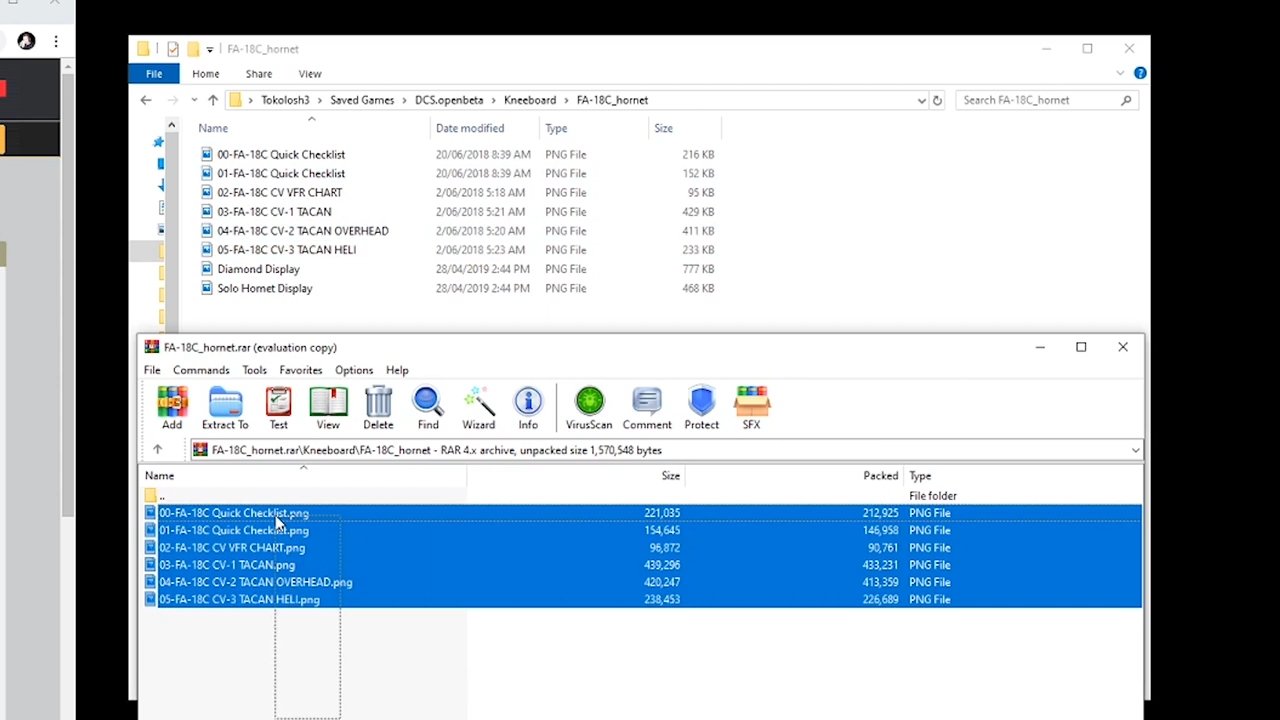 FA-18C_hornet
File Home Share View
Tokolosh3 Saved Games DCS.openbeta Kneeboard FA-18C_hornet Search FA-18C_hornet
Name Date modified Type Size
00-FA-18C Quick Checklist 20/06/2018 8:39 AM PNG File 216 KB
01-FA-18C Quick Checklist 20/06/2018 8:39 AM PNG File 152 KB
02-FA-18C CV VFR CHART 2/06/2018 5:18 AM PNG File 95 KB
03-FA-18C CV-1 TACAN 2/06/2018 5:21 AM PNG File 429 KB
04-FA-18C CV-2 TACAN OVERHEAD 2/06/2018 5:20 AM PNG File 411 KB
05-FA-18C CV-3 TACAN HELI 2/06/2018 5:23 AM PNG File 233 KB
Diamond Display 28/04/2019 2:44 PM PNG File 777 KB
Solo Hornet Display 28/04/2019 2:44 PM PNG File 468 KB
FA-18C_hornet.rar (evaluation copy)
File Commands Tools Favorites Options Help
Add Extract To Test View Delete Find Wizard Info VirusScan Comment Protect SFX
FA-18C_hornet.rar\Kneeboard\FA-18C_hornet - RAR 4.x archive, unpacked size 1,570,548 bytes
Name Size Packed Type
.. File folder
00-FA-18C Quick Checklist.png 221,035 212,925 PNG File
01-FA-18C Quick Checklist.png 154,645 146,958 PNG File
02-FA-18C CV VFR CHART.png 96,872 90,761 PNG File
03-FA-18C CV-1 TACAN.png 439,296 433,231 PNG File
04-FA-18C CV-2 TACAN OVERHEAD.png 420,247 413,359 PNG File
05-FA-18C CV-3 TACAN HELI.png 238,453 226,689 PNG File